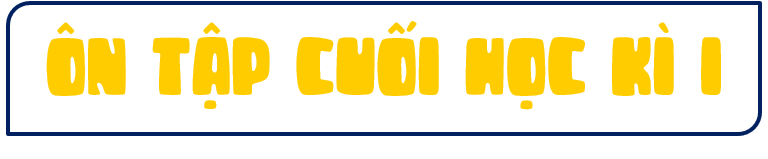 ÔN TẬP CUỐI HỌC KÌ I